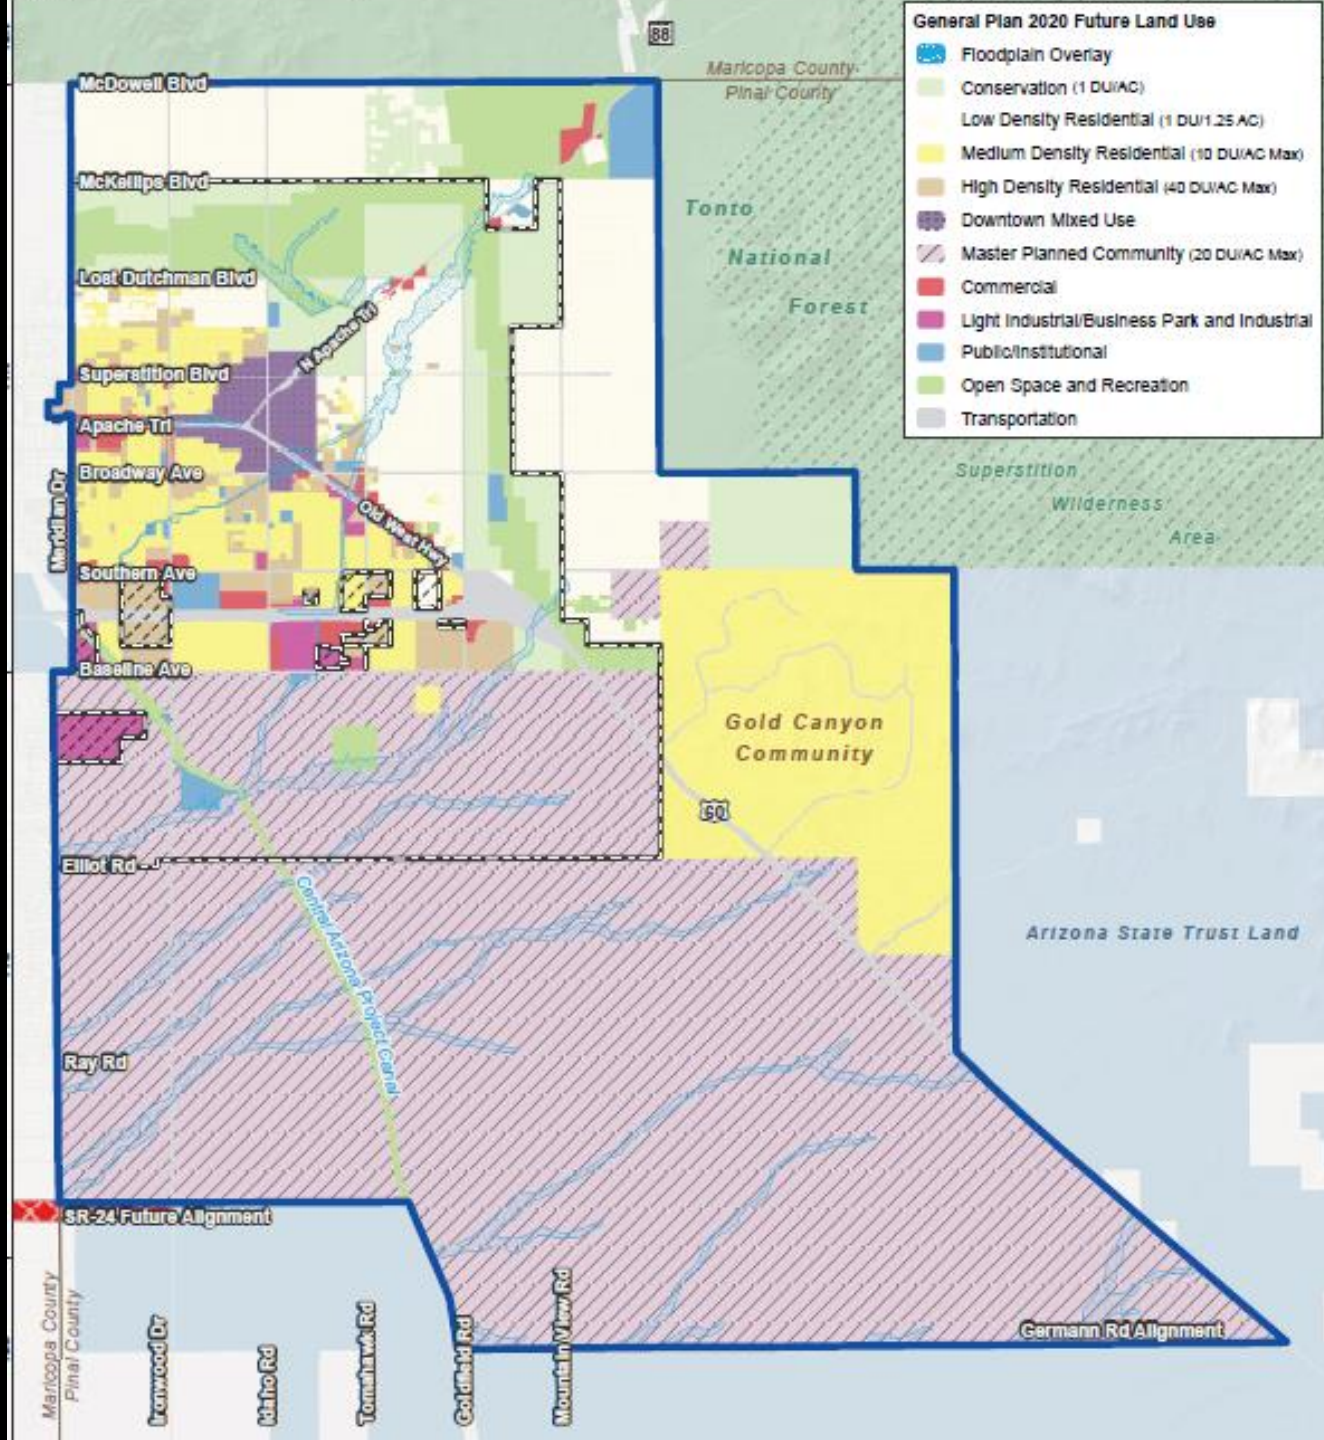 General Plan 2020 Future Land Use
Floodplain Overlay
Conservation (1 DU/AC)
Low Density Residential (1 DU/1.25 AC)
Medium Density Residential (10 DU/AC Max)
High Density Residential (40 DU/AC Max)
Downtown Mixed Use
Master Planned Community (20 DU/AC Max)
Commercial
Light Industrial/Business Park and Industrial
Public/Institutional
Open Space and Recreation
Transportation
88
Maricopa County
Pinal County
McDowell Blvd
McKellips Blvd
Tonto
National
Forest
Lost Dutchman Blvd
N Apache Trl
Superstition Blvd
Apache Trl
Broadway Ave
Superstition
Wilderness
Area
Meridian Dr
Old West Hwy
Southern Ave
Baseline Ave
Gold Canyon
Community
60
Elliot Rd
Central Arizona Project Canal
Arizona State Trust Land
Ray Rd
SR-24 Future Alignment
Maricopa County
Pinal County
Ironwood Dr
Idaho Rd
Tomahawk Rd
Goldfield Rd
Mountain View Rd
Germann Rd Alignment